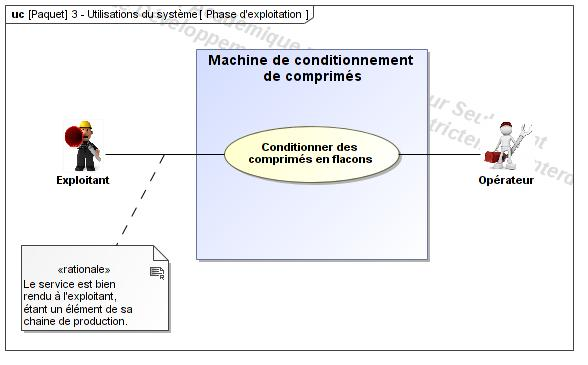 uc [Paquet] 3 - Utilisations du système [ Phase d'exploitation ]
Machine de conditionnement
de comprimés
Conditionner des
comprimés en flacons
Exploitant
Opérateur
«rationale»
Le service est bien
rendu à l'exploitant,
étant un élément de sa
chaine de production.